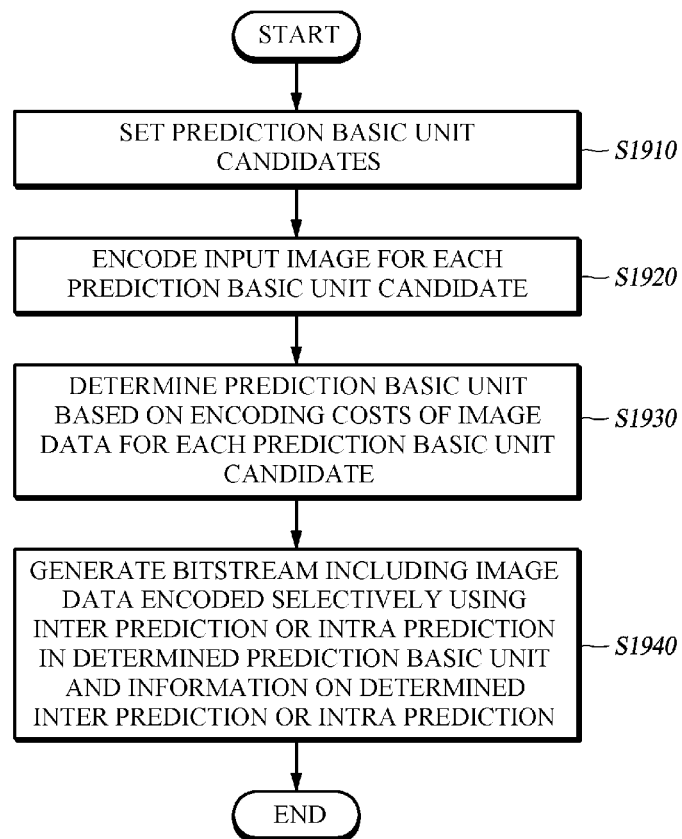 START
SET PREDICTION BASIC UNIT
CANDIDATES
S1910
ENCODE INPUT IMAGE FOR EACH
PREDICTION BASIC UNIT CANDIDATE
S1920
DETERMINE PREDICTION BASIC UNIT
BASED ON ENCODING COSTS OF IMAGE
DATA FOR EACH PREDICTION BASIC UNIT
CANDIDATE
S1930
GENERATE BITSTREAM INCLUDING IMAGE
DATA ENCODED SELECTIVELY USING
INTER PREDICTION OR INTRA PREDICTION
IN DETERMINED PREDICTION BASIC UNIT
AND INFORMATION ON DETERMINED
INTER PREDICTION OR INTRA PREDICTION
S1940
END